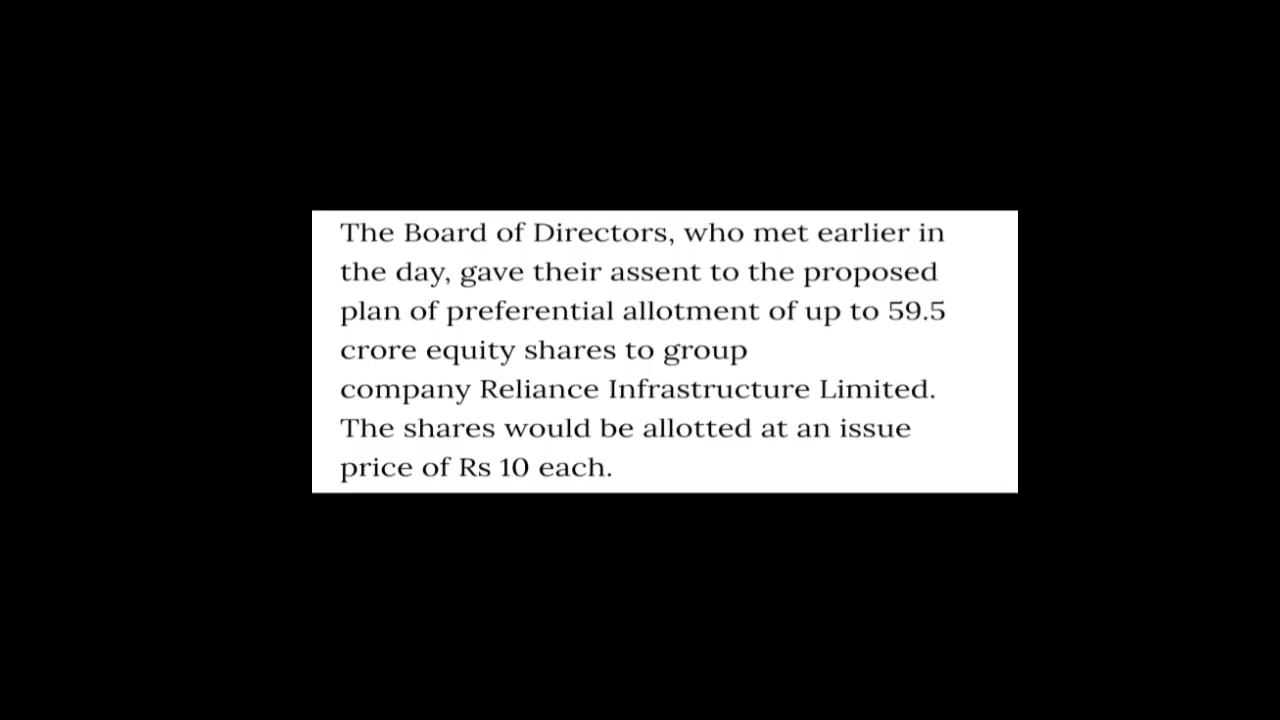 The Board of Directors, who met earlier in
the day, gave their assent to the proposed
plan of preferential allotment of up to 59.5
crore equity shares to group
company Reliance Infrastructure Limited.
The shares would be allotted at an issue
price of Rs 10 each.